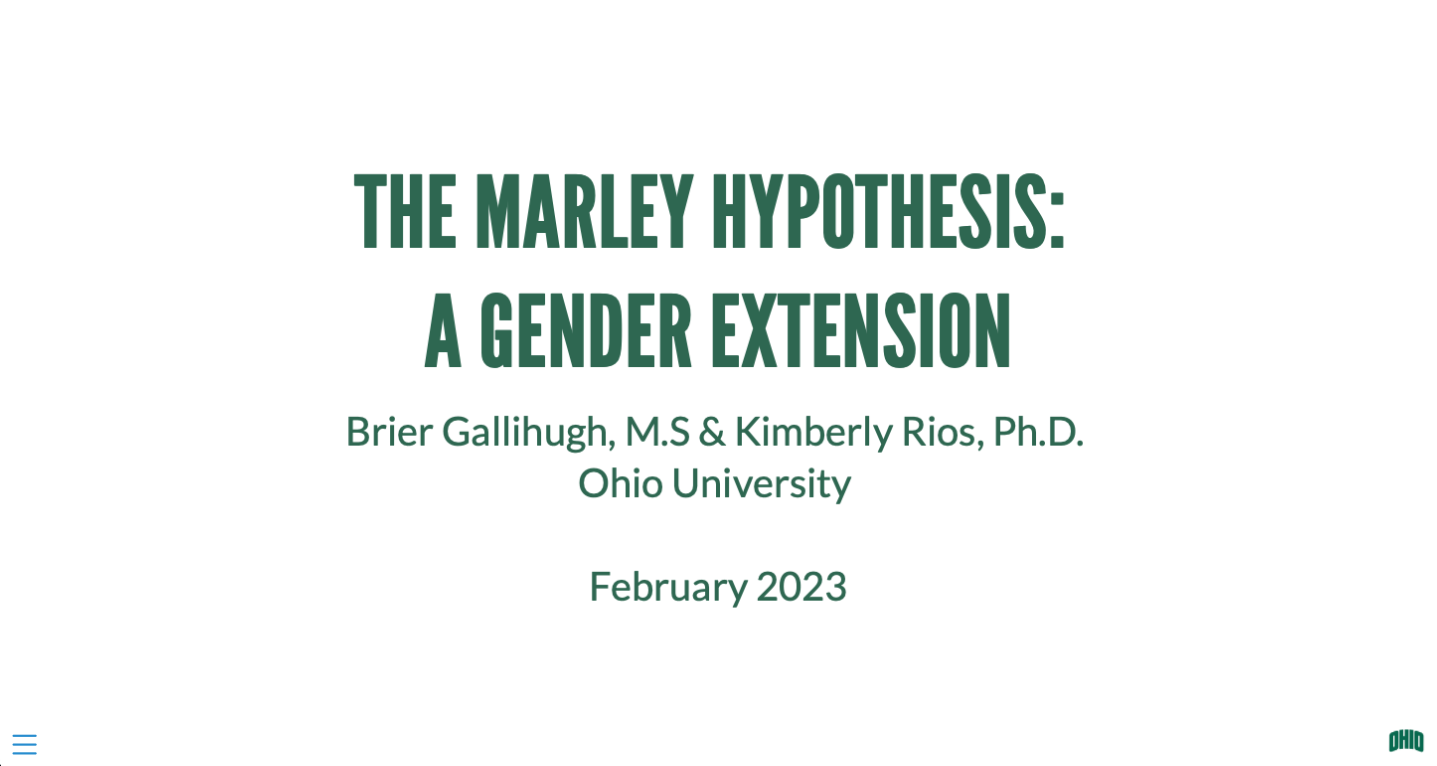 THE MARLEY HYPOTHESIS:
A GENDER EXTENSION
Brier Gallihugh, M.S & Kimberly Rios, Ph.D.
Ohio University
February 2023
OHIO